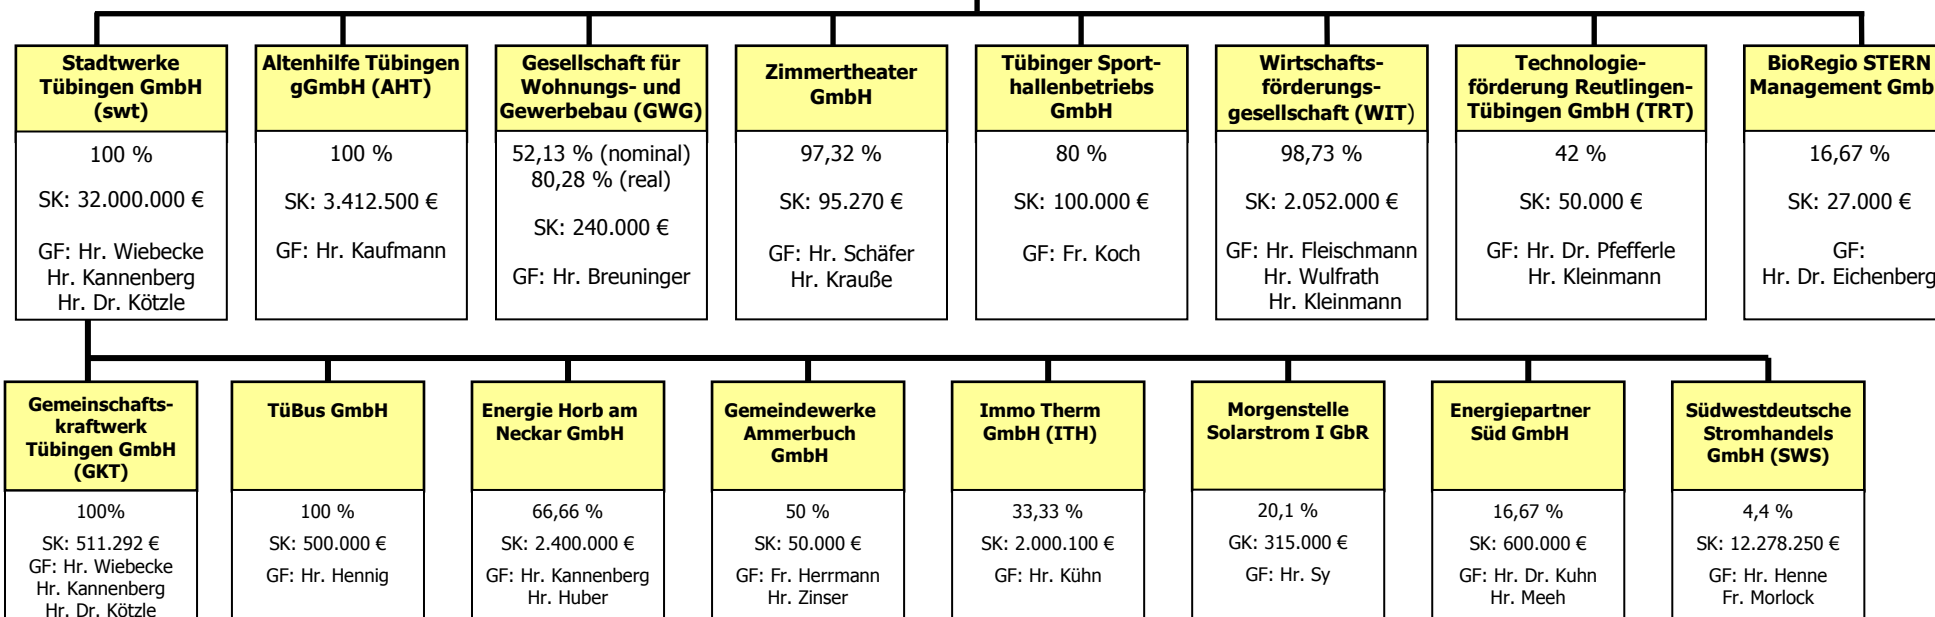 Stadtwerke
Tübingen GmbH
(swt)
100 %
SK: 32.000.000 €
GF: Hr. Wiebecke
Hr. Kannenberg
Hr. Dr. Kötzle
Altenhilfe Tübingen
gGmbH (AHT)
100 %
SK: 3.412.500 €
GF: Hr. Kaufmann
Gesellschaft für
Wohnungs- und
Gewerbebau (GWG)
52,13 % (nominal)
80,28 % (real)
SK: 240.000 €
GF: Hr. Breuninger
Zimmertheater
GmbH
97,32 %
SK: 95.270 €
GF: Hr. Schäfer
Hr. Krauße
Tübinger Sport-
hallenbetriebs
GmbH
80 %
SK: 100.000 €
GF: Fr. Koch
Wirtschafts-
förderungs-
gesellschaft (WIT)
98,73 %
SK: 2.052.000 €
GF: Hr. Fleischmann
Hr. Wulfrath
Hr. Kleinmann
Technologie-
förderung Reutlingen-
Tübingen GmbH (TRT)
42 %
SK: 50.000 €
GF: Hr. Dr. Pfefferle
Hr. Kleinmann
BioRegio STERN
Management Gmb
16,67 %
SK: 27.000 €
GF:
Hr. Dr. Eichenberg
Gemeinschafts-
kraftwerk
Tübingen GmbH
(GKT)
100%
SK: 511.292 €
GF: Hr. Wiebecke
Hr. Kannenberg
Hr. Dr. Kötzle
TüBus GmbH
100 %
SK: 500.000 €
GF: Hr. Hennig
Energie Horb am
Neckar GmbH
66,66 %
SK: 2.400.000 €
GF: Hr. Kannenberg
Hr. Huber
Gemeindewerke
Ammerbuch
GmbH
50 %
SK: 50.000 €
GF: Fr. Herrmann
Hr. Zinser
Immo Therm
GmbH (ITH)
33,33 %
SK: 2.000.100 €
GF: Hr. Kühn
Morgenstelle
Solarstrom I GbR
20,1 %
GK: 315.000 €
GF: Hr. Sy
Energiepartner
Süd GmbH
16,67 %
SK: 600.000 €
GF: Hr. Dr. Kuhn
Hr. Meeh
Südwestdeutsche
Stromhandels
GmbH (SWS)
4,4 %
SK: 12.278.250 €
GF: Hr. Henne
Fr. Morlock